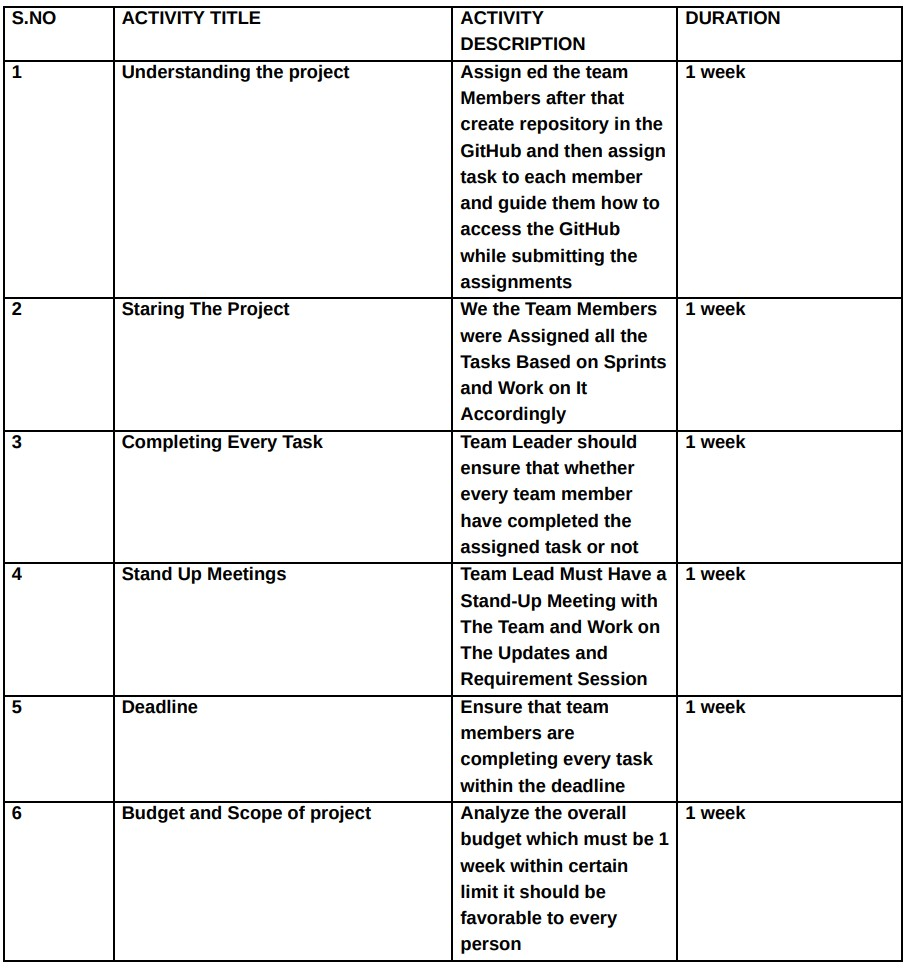 S.NO ACTIVITY TITLE ACTIVITY DURATION
DESCRIPTION
1 Understanding the project Assign ed the team 1 week
Members after that
create repository in the
GitHub and then assign
task to each member
and guide them how to
access the GitHub
while submitting the
assignments
2 Staring The Project We the Team Members 1 week
were Assigned all the
Tasks Based on Sprints
and Work on It
Accordingly
3 Completing Every Task Team Leader should 1 week
ensure that whether
every team member
have completed the
assigned task or not
4 Stand Up Meetings Team Lead Must Have a 1 week
Stand-Up Meeting with
The Team and Work on
The Updates and
Requirement Session
5 Deadline Ensure that team 1 week
members are
completing every task
within the deadline
6 Budget and Scope of project Analyze the overall 1 week
budget which must be 1
week within certain
limit it should be
favorable to every
person